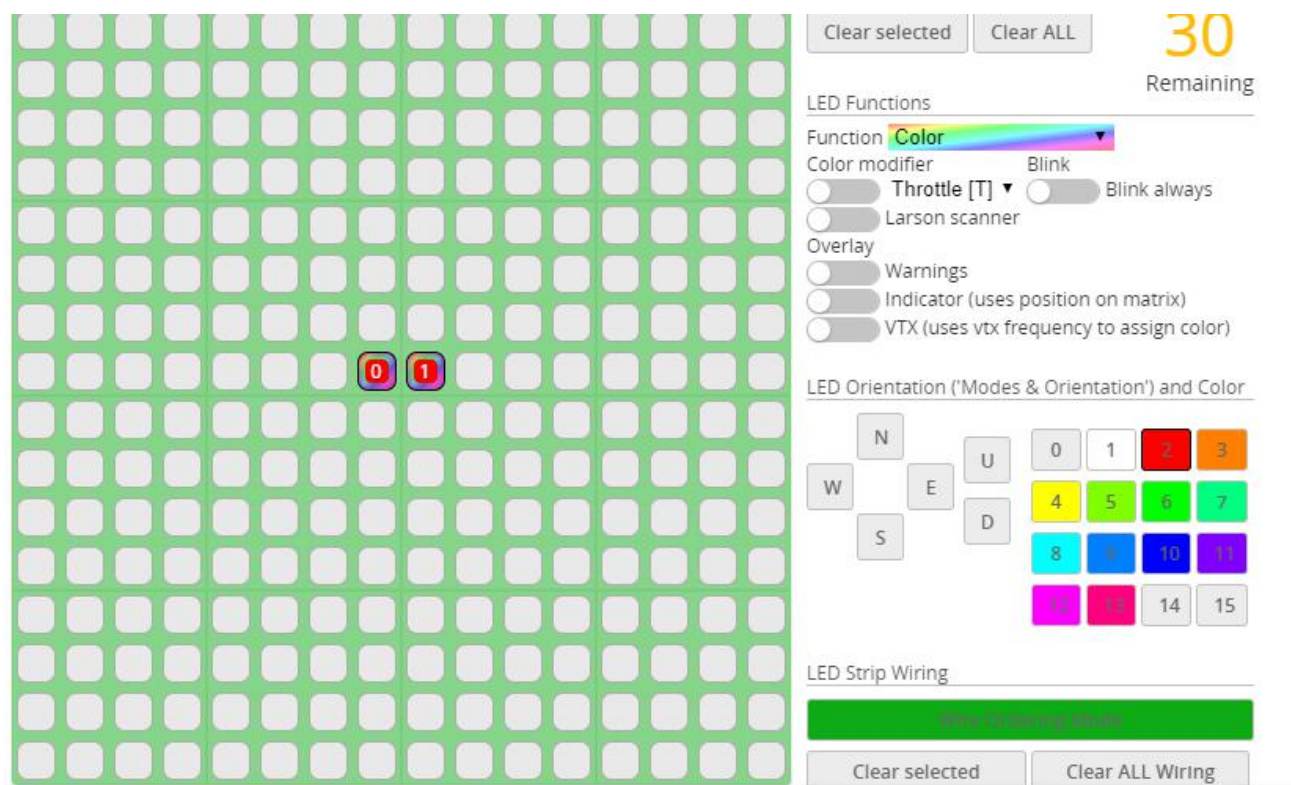 Clear selected Clear ALL
30
Remaining
LED Functions
Function Color
Color modifier Blink
Throttle [T] Blink always
Larson scanner
Overlay
Warnings
Indicator (uses position on matrix)
VTX (uses vtx frequency to assign color)
0 1
LED Orientation ('Modes & Orientation') and Color
N
W E
S
U
D
0 1 2 3
4 5 6 7
8 9 10 11
12 13 14 15
LED Strip Wiring
Wire Ordering Mode
Clear selected Clear ALL Wiring